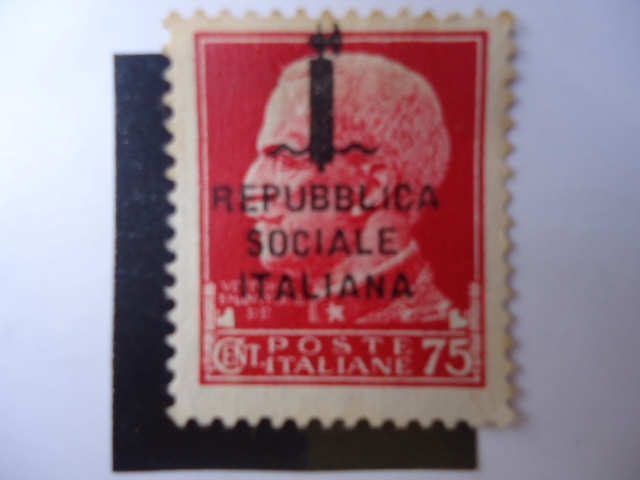 REPUBBLICA
SOCIALE
ITALIANA
CENT. POSTE ITALIANE 75